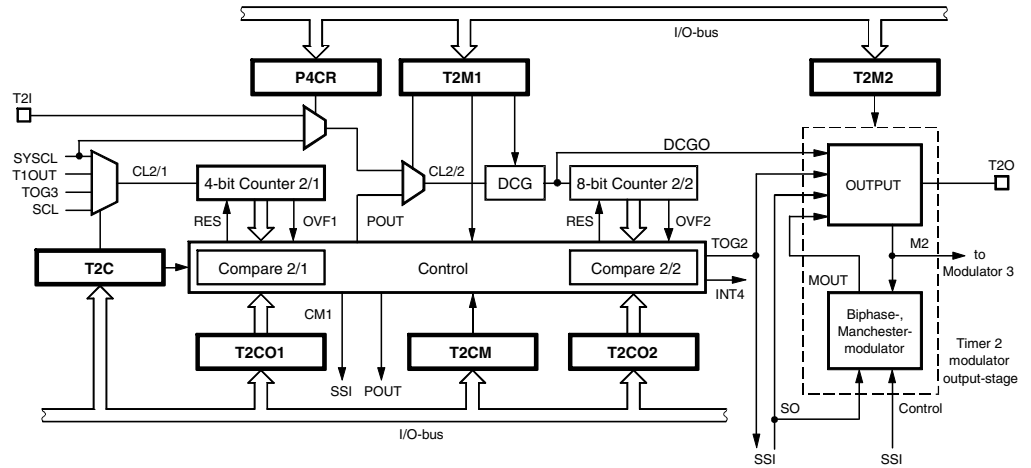 I/O-bus
P4CR
T2M1
T2M2
T2I
SYSCL
T1OUT
TOG3
SCL
CL2/1
4-bit Counter 2/1
CL2/2
DCG
DCGO
8-bit Counter 2/2
OUTPUT
T2O
RES
OVF1
POUT
RES
OVF2
TOG2
M2
to
Modulator 3
T2C
Compare 2/1
Control
Compare 2/2
INT4
MOUT
CM1
Biphase-,
Manchester-
modulator
T2CO1
T2CM
T2CO2
Timer 2
modulator
output-stage
SSI
POUT
SO
Control
I/O-bus
SSI
SSI